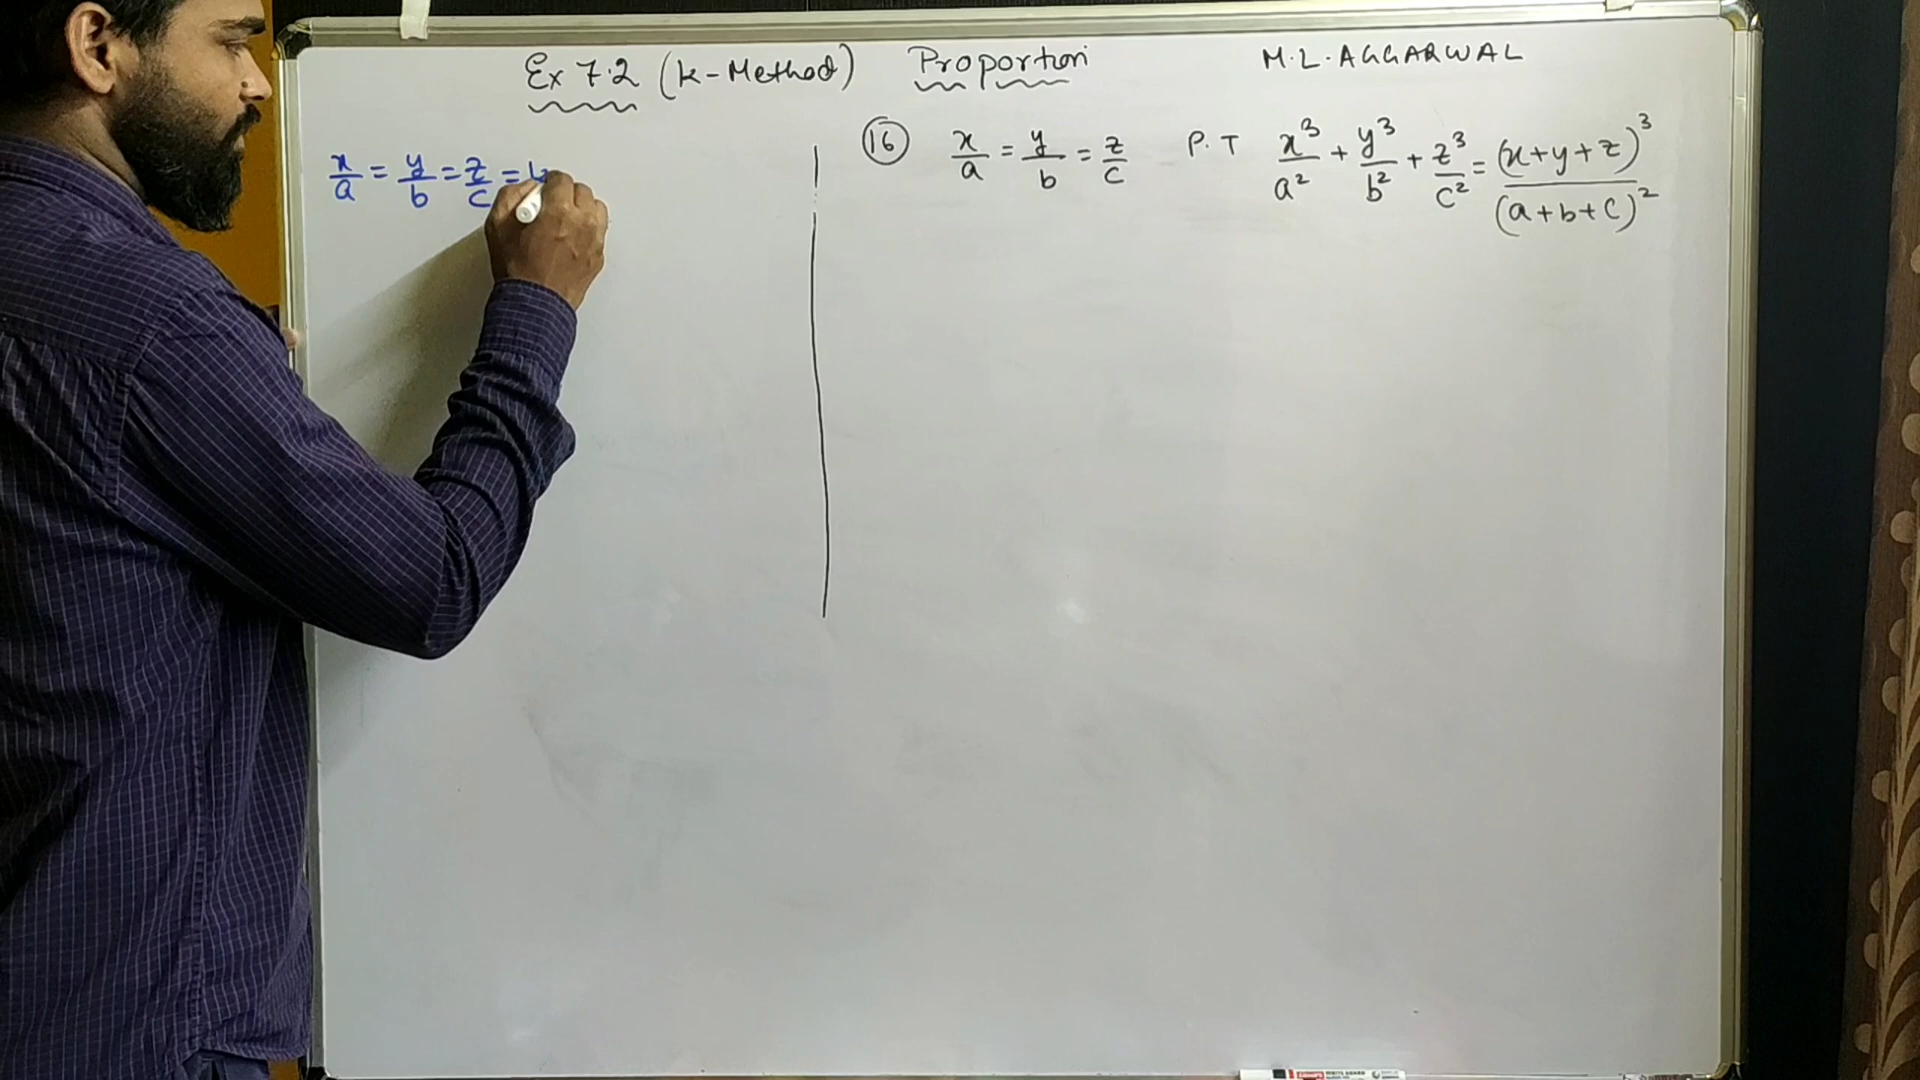 Ex 7.2 (k-Method) Proportion M.L.AGGARWAL
x/a = y/b = z/c = k
16 x/a = y/b = z/c P.T x³/a² + y³/b² + z³/c² = (x+y+z)³/(a+b+c)²